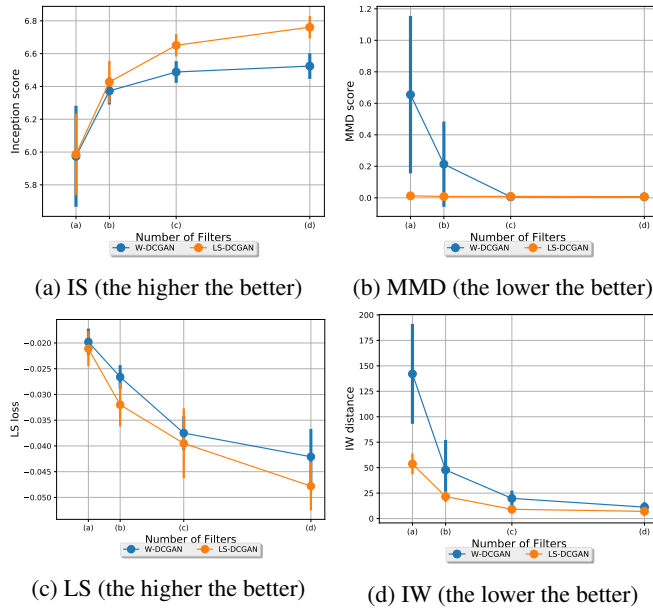 6.8
6.6
6.4
6.2
6.0
5.8
Inception score
(a) (b) (c) (d)
Number of Filters
W-DCGAN LS-DCGAN
(a) IS (the higher the better)
1.2
1.0
0.8
0.6
0.4
0.2
0.0
MMD score
(a) (b) (c) (d)
Number of Filters
W-DCGAN LS-DCGAN
(b) MMD (the lower the better)
−0.020
−0.025
−0.030
−0.035
−0.040
−0.045
−0.050
LS loss
(a) (b) (c) (d)
Number of Filters
W-DCGAN LS-DCGAN
(c) LS (the higher the better)
200
175
150
125
100
75
50
25
0
IW distance
(a) (b) (c) (d)
Number of Filters
W-DCGAN LS-DCGAN
(d) IW (the lower the better)